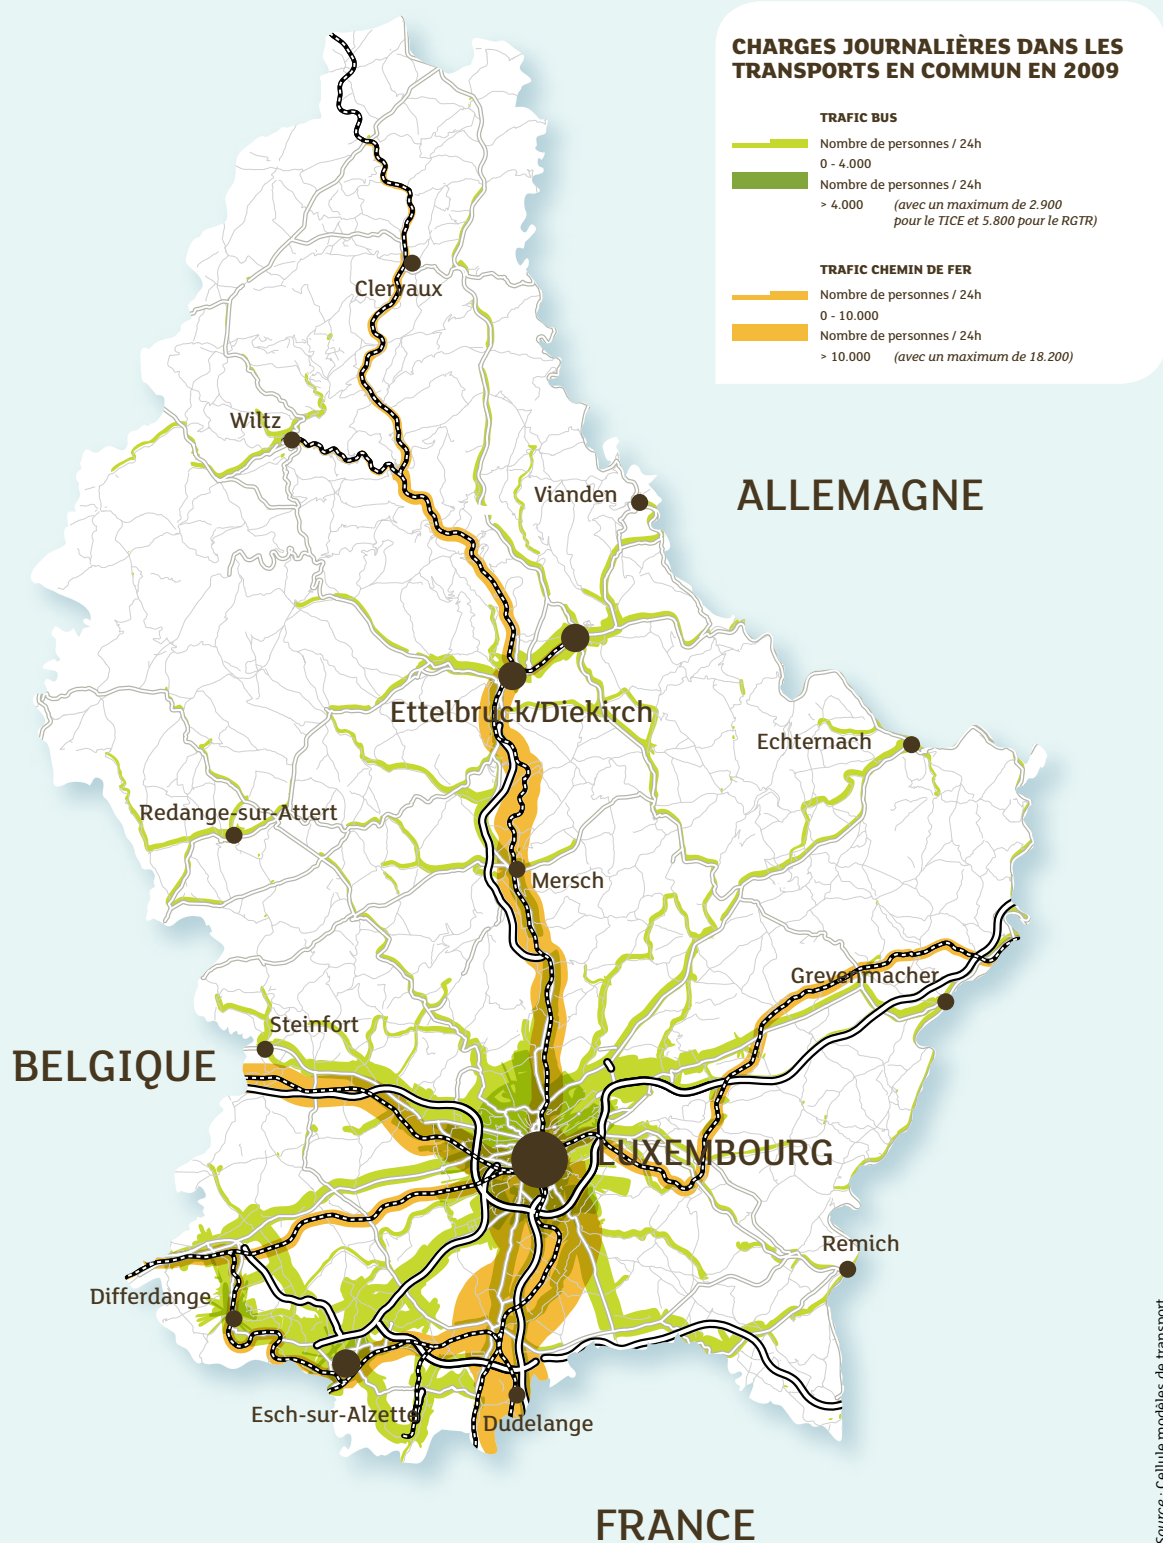 CHARGES JOURNALIÈRES DANS LES
TRANSPORTS EN COMMUN EN 2009
TRAFIC BUS
Nombre de personnes / 24h
0 - 4.000
Nombre de personnes / 24h
> 4.000 (avec un maximum de 2.900
pour le TICE et 5.800 pour le RGTR)
TRAFIC CHEMIN DE FER
Nombre de personnes / 24h
0 - 10.000
Nombre de personnes / 24h
> 10.000 (avec un maximum de 18.200)
Clervaux
Wiltz
Vianden
ALLEMAGNE
Ettelbruck/Diekirch
Echternach
Redange-sur-Attert
Mersch
Grevenmacher
Steinfort
BELGIQUE
LUXEMBOURG
Remich
Differdange
Esch-sur-Alzette
Dudelange
FRANCE
Source : Cellule modèles de transport